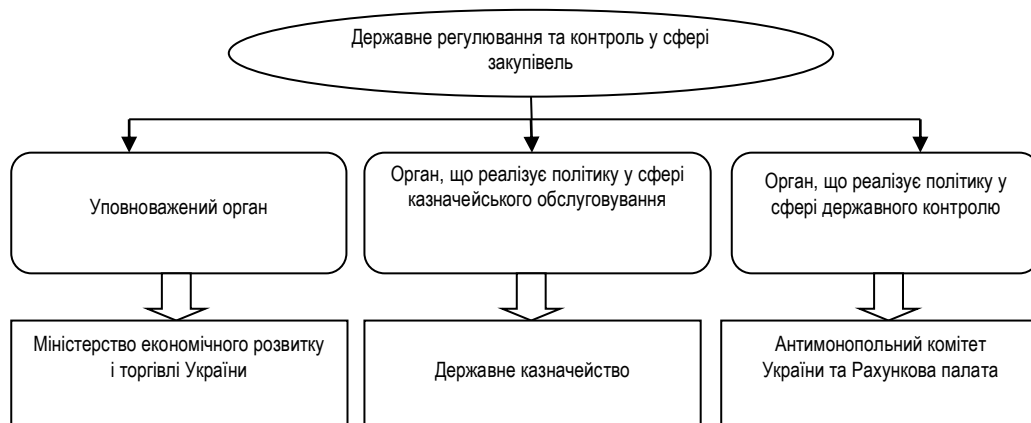 Державне регулювання та контроль у сфері
закупівель
Уповноважений орган
Орган, що реалізує політику у сфері
казначейського обслуговування
Орган, що реалізує політику у
сфері державного контролю
Міністерство економічного розвитку
і торгівлі України
Державне казначейство
Антимонопольний комітет
України та Рахункова палата